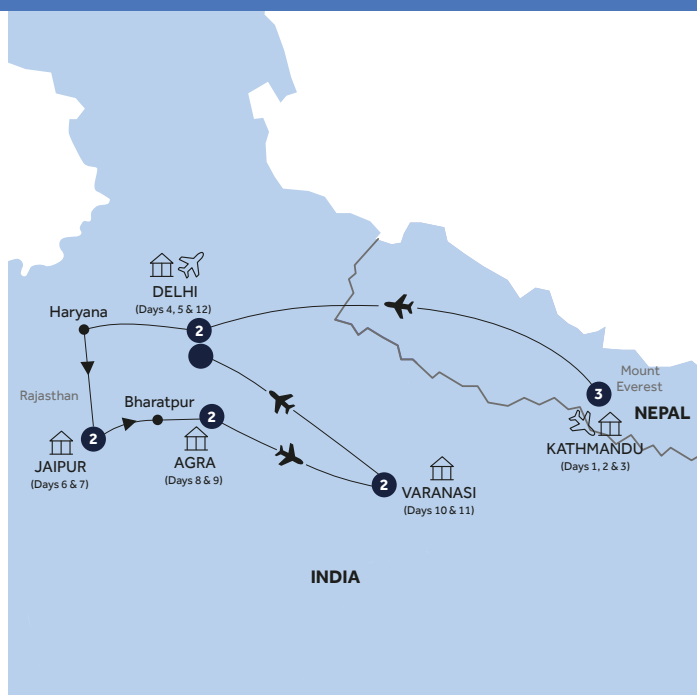 DELHI
(Days 4, 5 & 12)
Haryana
2
Mount
Everest
Rajasthan
Bharatpur
3
NEPAL
2
2
KATHMANDU
(Days 1, 2 & 3)
JAIPUR
(Days 6 & 7)
AGRA
(Days 8 & 9)
2
VARANASI
(Days 10 & 11)
INDIA